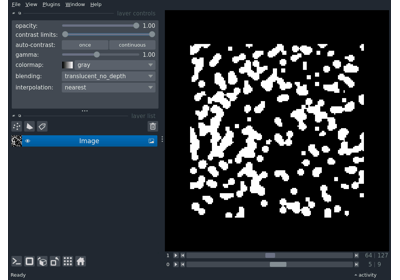 File View Plugins Window Help
layer controls
opacity: 1.00
contrast limits:
auto-contrast: once continuous
gamma: 1.00
colormap: gray
blending: translucent_no_depth
interpolation: nearest
layer list
Image
1 64 127
0 5 9
Ready activity